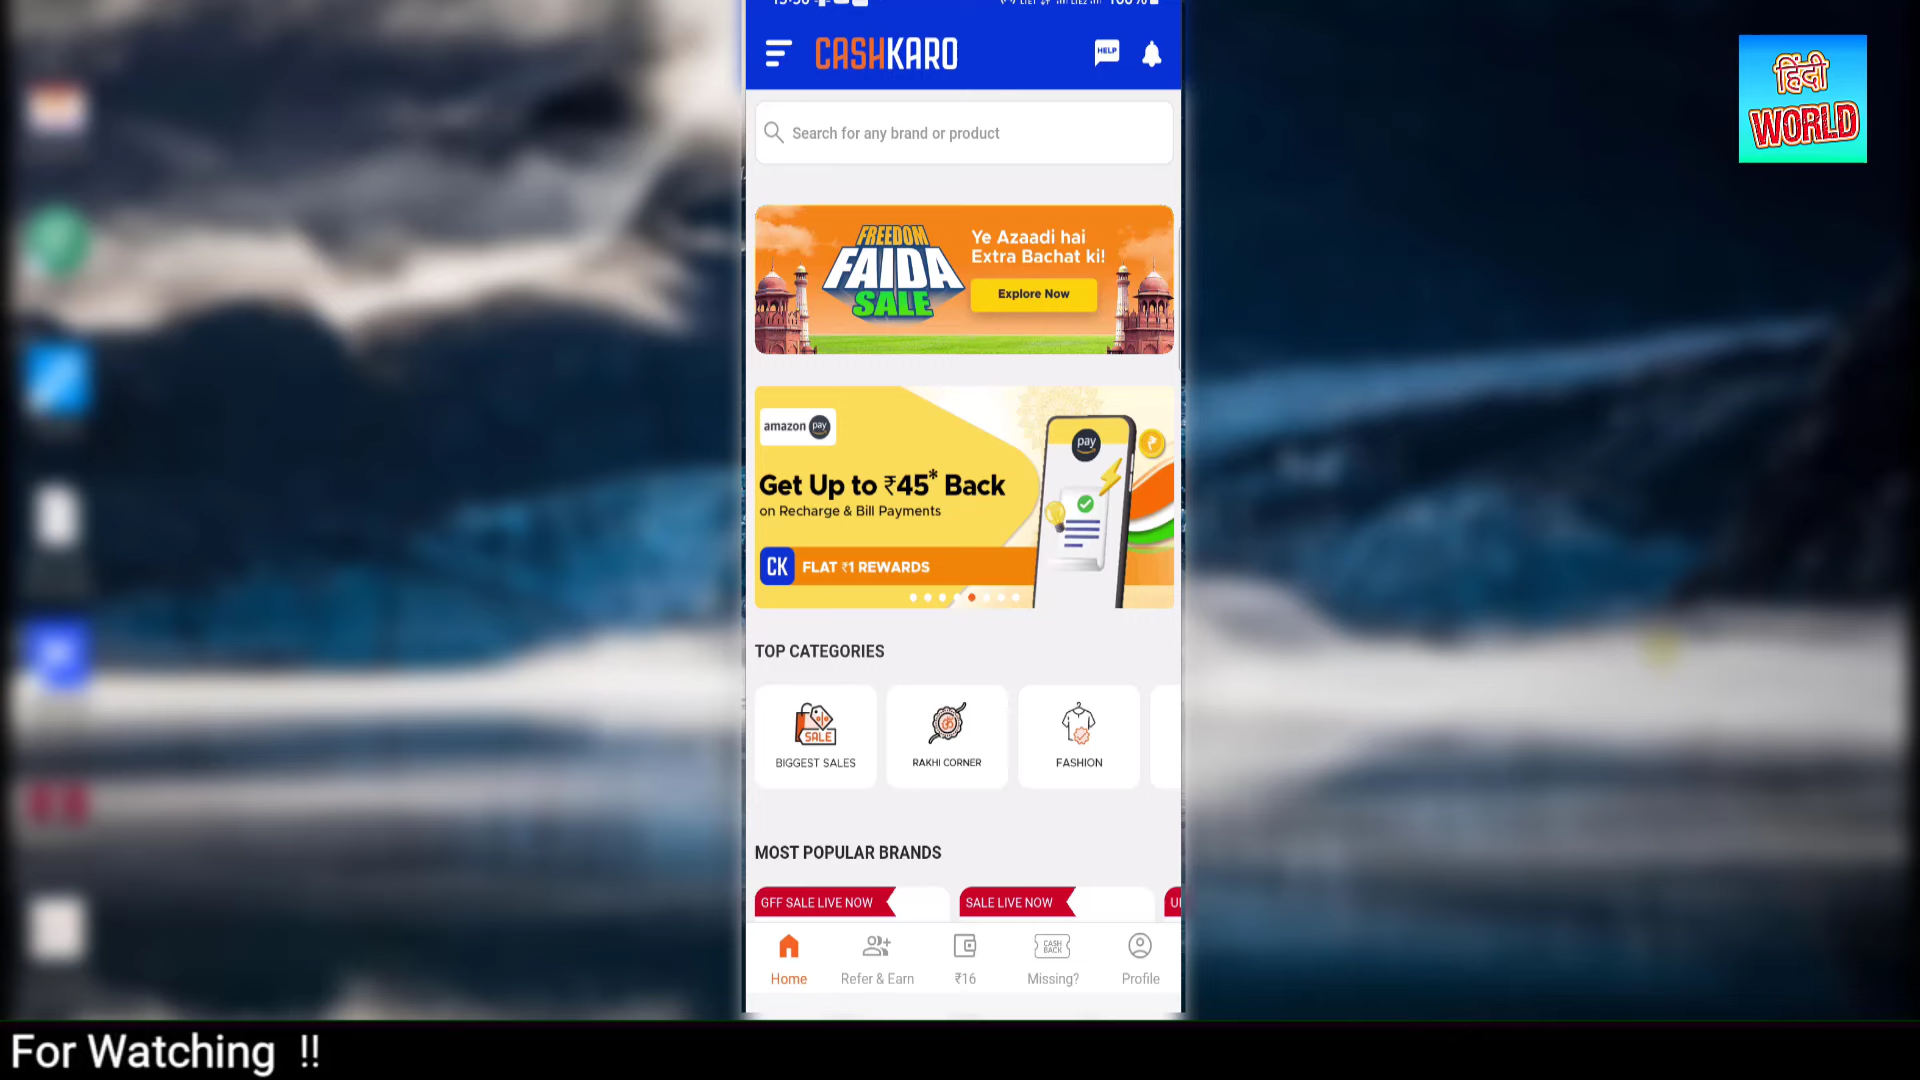 CASHKARO
HELP
Search for any brand or product
FREEDOM
FAIDA
SALE
Ye Azaadi hai
Extra Bachat ki!
Explore Now
amazon pay
pay
Get Up to ₹45* Back
on Recharge & Bill Payments
CK FLAT ₹1 REWARDS
TOP CATEGORIES
SALE
BIGGEST SALES
RAKHI CORNER
FASHION
MOST POPULAR BRANDS
GFF SALE LIVE NOW
SALE LIVE NOW
Home
Refer & Earn
₹16
CASH
BACK
Missing?
Profile
हिंदी
WORLD
For Watching !!